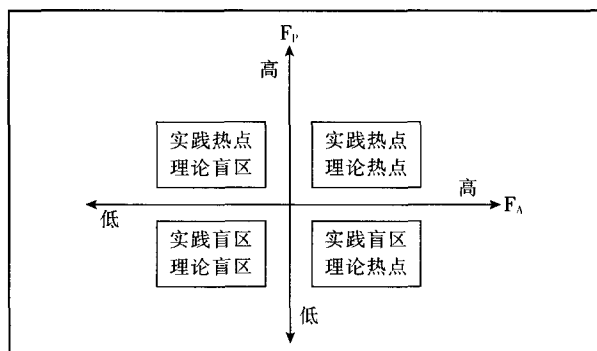 F_P
高
实践热点
理论盲区
实践热点
理论热点
高
低
F_A
实践盲区
理论盲区
实践盲区
理论热点
低